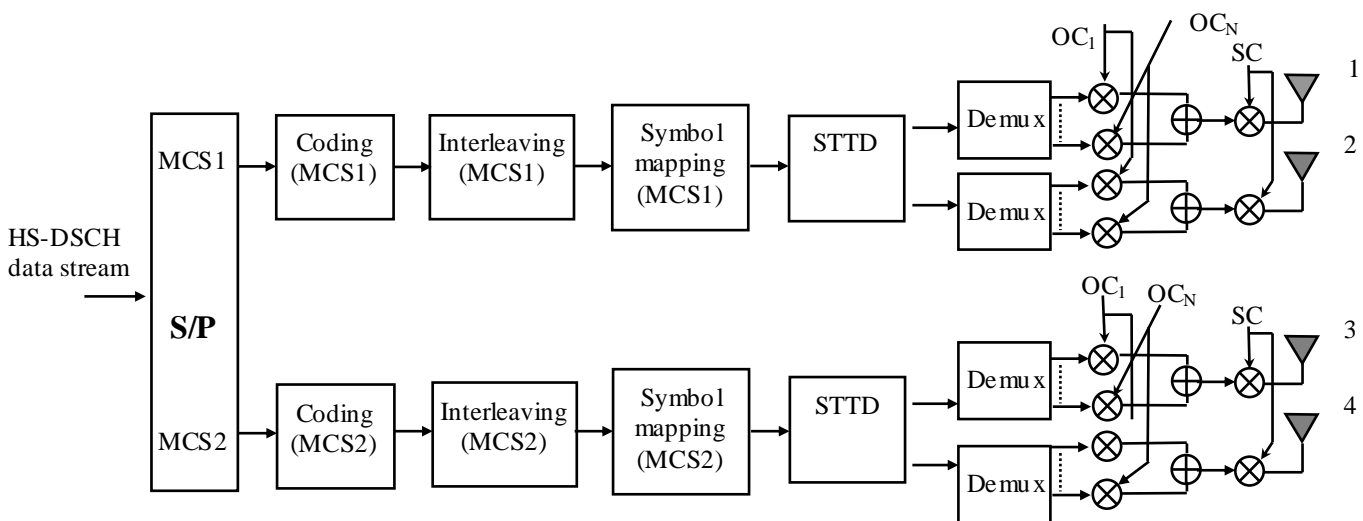 OC1
OCN
SC
1
MCS1
Coding
(MCS1)
Interleaving
(MCS1)
Symbol
mapping
(MCS1)
STTD
Demux
Demux
2
HS-DSCH
data stream
S/P
OC1
OCN
SC
3
MCS2
Coding
(MCS2)
Interleaving
(MCS2)
Symbol
mapping
(MCS2)
STTD
Demux
Demux
4